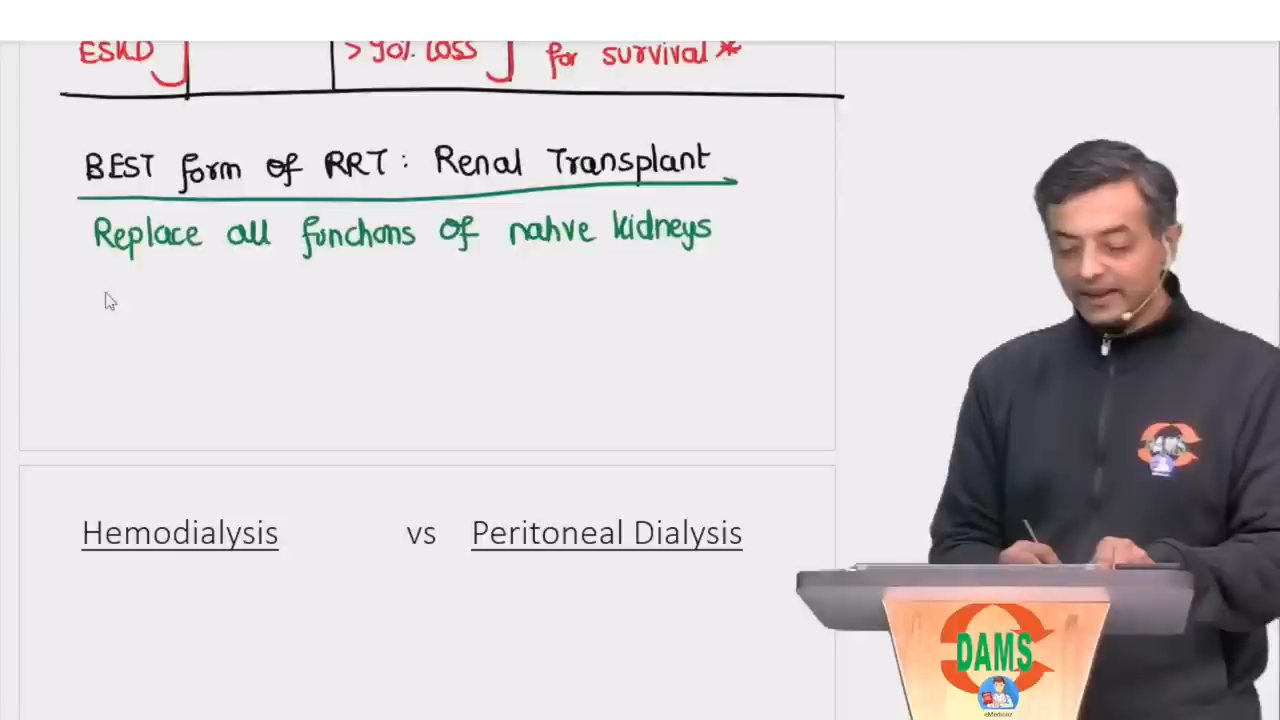 ESKD >90% LOSS for survival*
BEST form of RRT: Renal Transplant
Replace all functions of native kidneys
Hemodialysis vs Peritoneal Dialysis
DAMS
eMedicoz